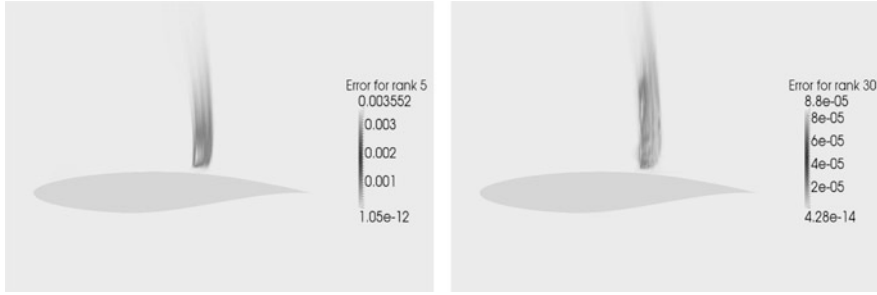 Error for rank 5
0.003552
0.003
0.002
0.001
1.05e-12
Error for rank 30
8.8e-05
8e-05
6e-05
4e-05
2e-05
4.28e-14